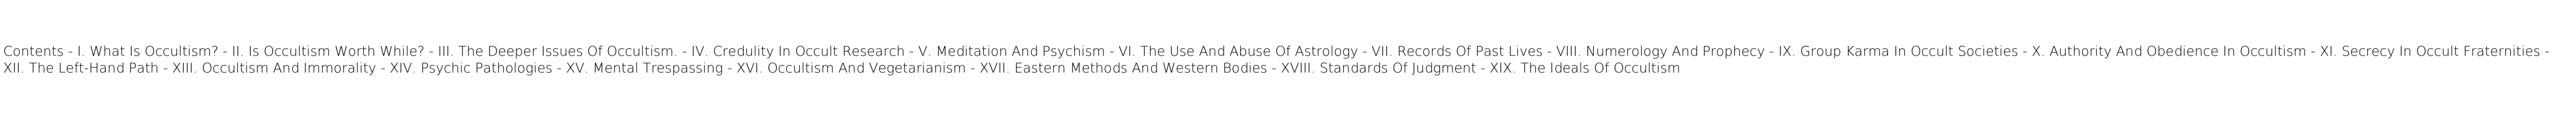 Contents - I. What Is Occultism? - II. Is Occultism Worth While? - III. The Deeper Issues Of Occultism. - IV. Credulity In Occult Research - V. Meditation And Psychism - VI. The Use And Abuse Of Astrology - VII. Records Of Past Lives - VIII. Numerology And Prophecy - IX. Group Karma In Occult Societies - X. Authority And Obedience In Occultism - XI. Secrecy In Occult Fraternities -
XII. The Left-Hand Path - XIII. Occultism And Immorality - XIV. Psychic Pathologies - XV. Mental Trespassing - XVI. Occultism And Vegetarianism - XVII. Eastern Methods And Western Bodies - XVIII. Standards Of Judgment - XIX. The Ideals Of Occultism